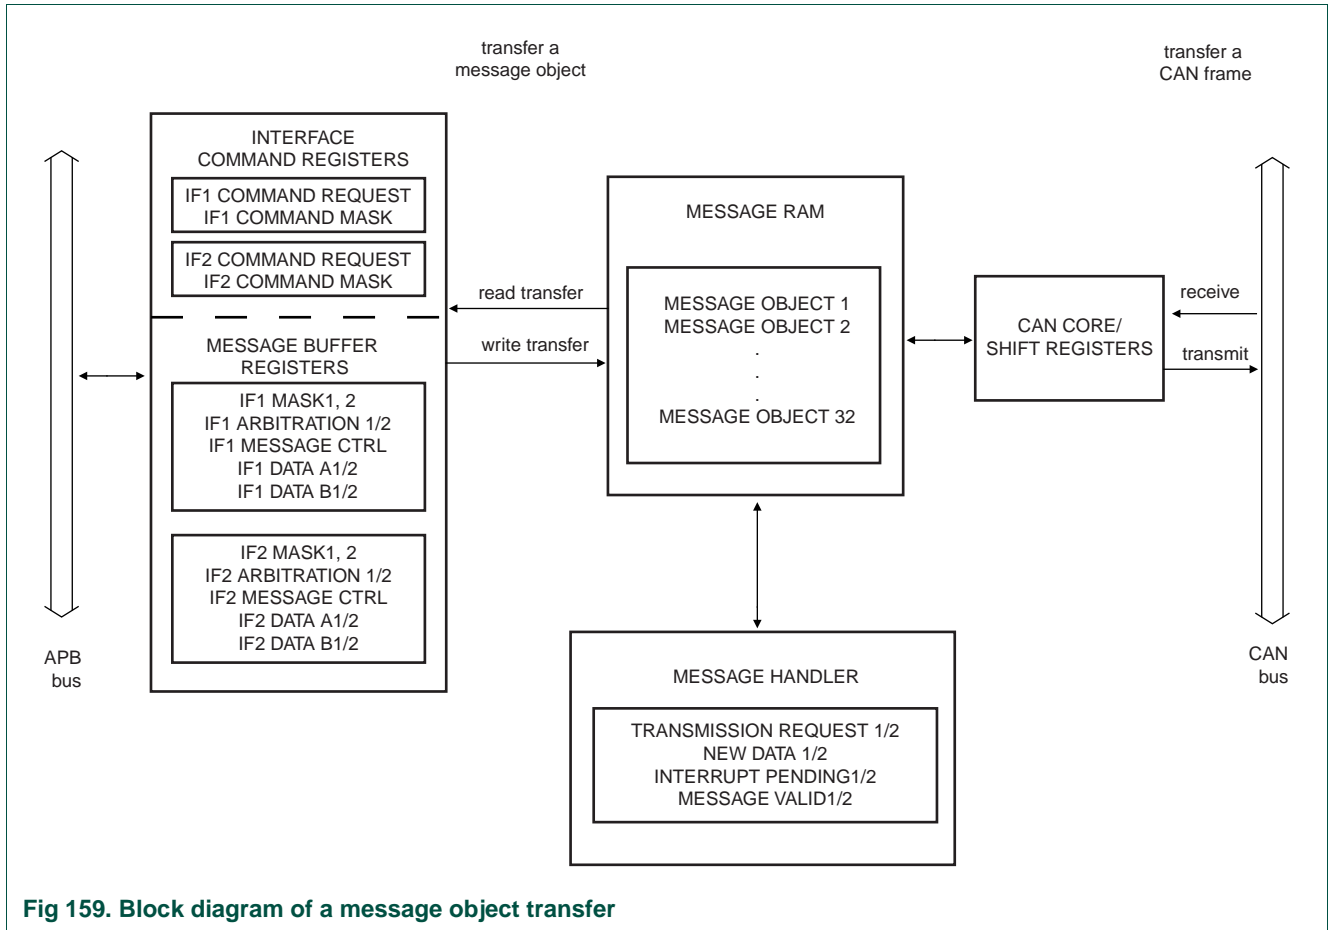 transfer a
message object
transfer a
CAN frame
INTERFACE
COMMAND REGISTERS
IF1 COMMAND REQUEST
IF1 COMMAND MASK
IF2 COMMAND REQUEST
IF2 COMMAND MASK
MESSAGE BUFFER
REGISTERS
IF1 MASK1, 2
IF1 ARBITRATION 1/2
IF1 MESSAGE CTRL
IF1 DATA A1/2
IF1 DATA B1/2
IF2 MASK1, 2
IF2 ARBITRATION 1/2
IF2 MESSAGE CTRL
IF2 DATA A1/2
IF2 DATA B1/2
APB
bus
read transfer
write transfer
MESSAGE RAM
MESSAGE OBJECT 1
MESSAGE OBJECT 2
.
.
.
MESSAGE OBJECT 32
CAN CORE/
SHIFT REGISTERS
receive
transmit
CAN
bus
MESSAGE HANDLER
TRANSMISSION REQUEST 1/2
NEW DATA 1/2
INTERRUPT PENDING1/2
MESSAGE VALID1/2
Fig 159. Block diagram of a message object transfer